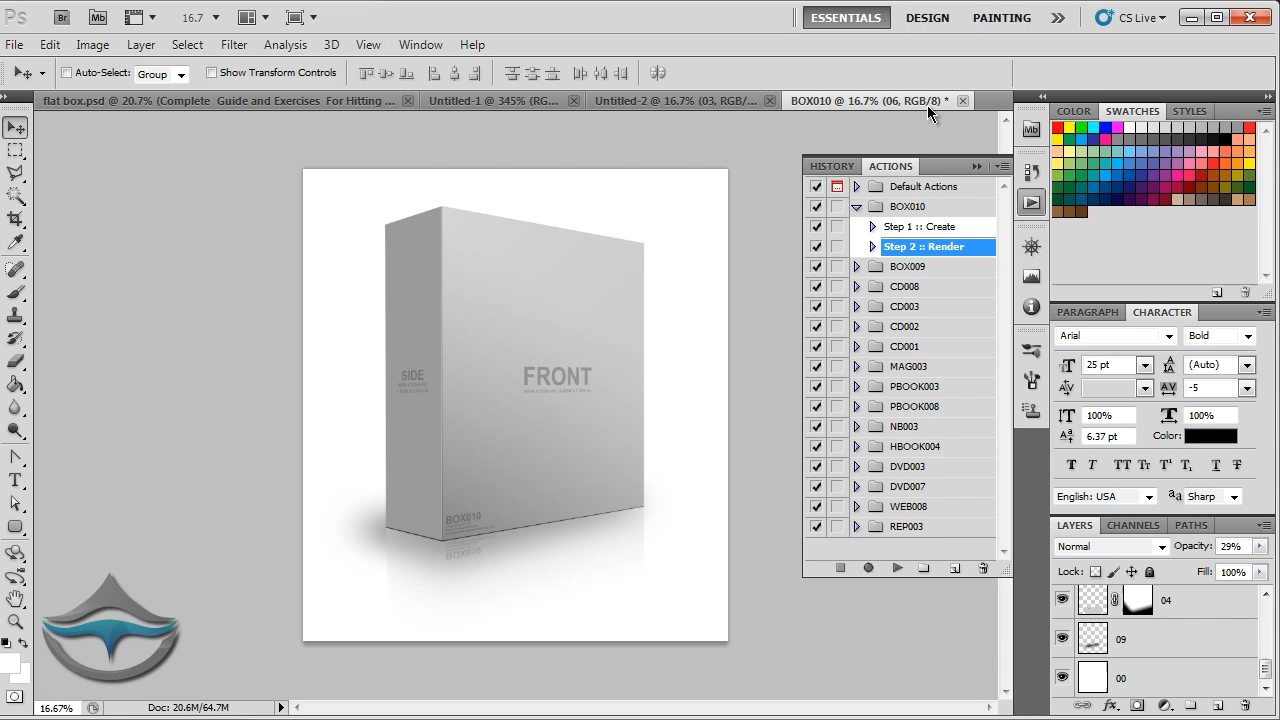 Ps Br Mb 16.7 ESSENTIALS DESIGN PAINTING CS Live
File Edit Image Layer Select Filter Analysis 3D View Window Help
Auto-Select: Group Show Transform Controls
flat box.psd @ 20.7% (Complete Guide and Exercises For Hitting ... Untitled-1 @ 345% (RG... Untitled-2 @ 16.7% (03, RGB/... BOX010 @ 16.7% (06, RGB/8) *
HISTORY ACTIONS
Default Actions
BOX010
Step 1 :: Create
Step 2 :: Render
BOX009
CD008
CD003
CD002
CD001
MAG003
PBOOK003
PBOOK008
NB003
HBOOK004
DVD003
DVD007
WEB008
REP003
SIDE
FRONT
BOX010
Mb
COLOR SWATCHES STYLES
PARAGRAPH CHARACTER
Arial Bold
25 pt (Auto)
-5
100% 100%
6.37 pt Color:
T T TT Tт T¹ T₁ T T
English: USA aa Sharp
LAYERS CHANNELS PATHS
Normal Opacity: 29%
Lock: Fill: 100%
04
09
00
16.67% Doc: 20.6M/64.7M